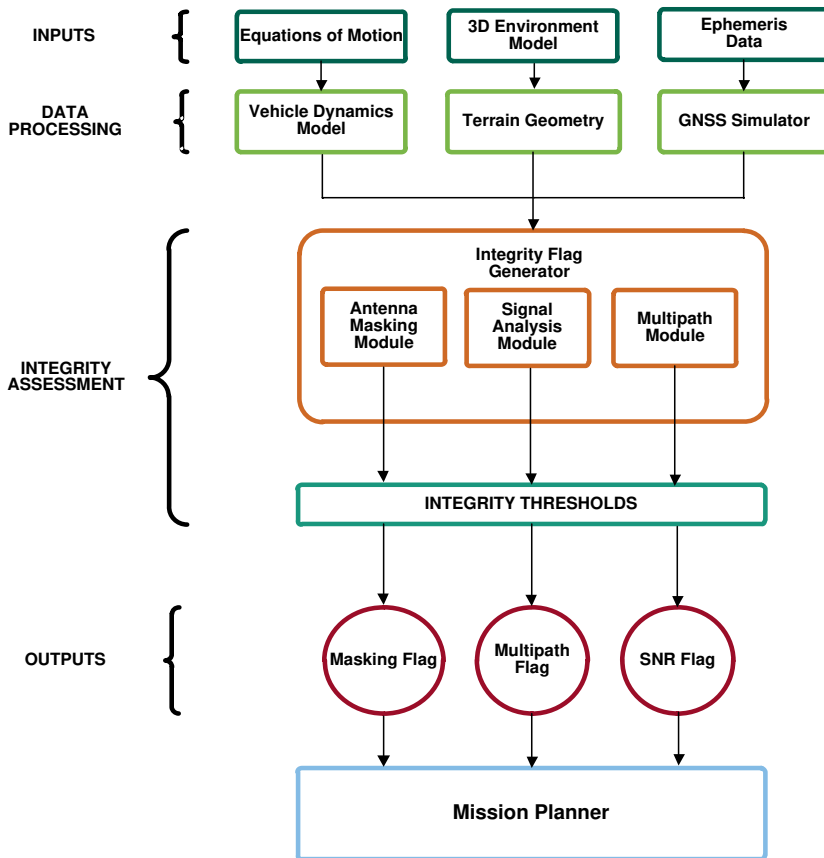 INPUTS
Equations of Motion
3D Environment
Model
Ephemeris
Data
DATA
PROCESSING
Vehicle Dynamics
Model
Terrain Geometry
GNSS Simulator
Integrity Flag
Generator
Antenna
Masking
Module
Signal
Analysis
Module
Multipath
Module
INTEGRITY
ASSESSMENT
INTEGRITY THRESHOLDS
OUTPUTS
Masking Flag
Multipath
Flag
SNR Flag
Mission Planner